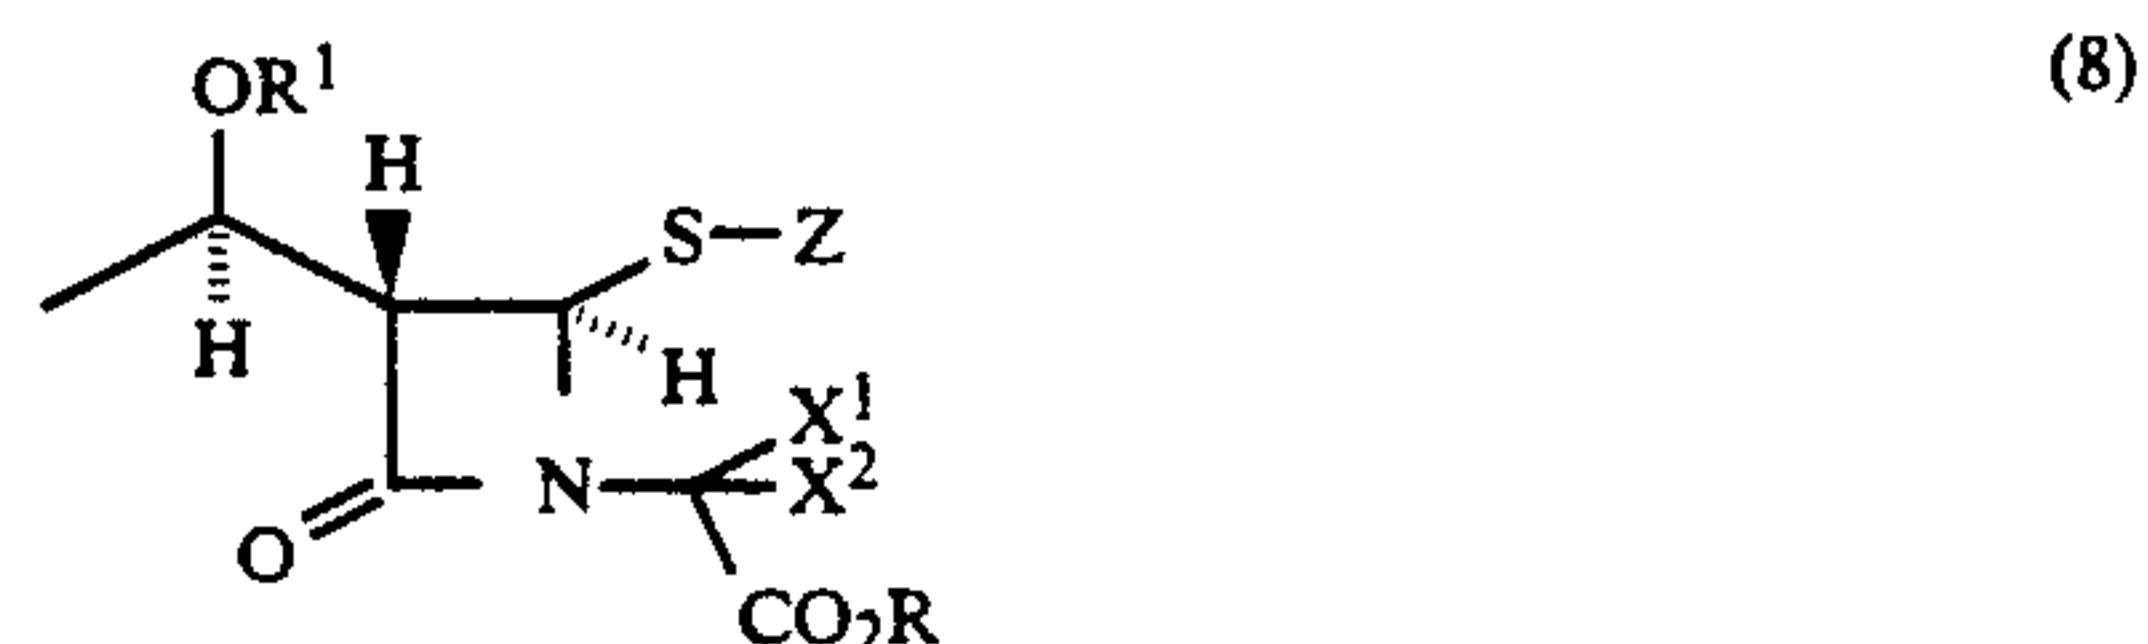 (8)
OR¹
H
S—Z
H
H
X¹
N
X²
O
CO₂R